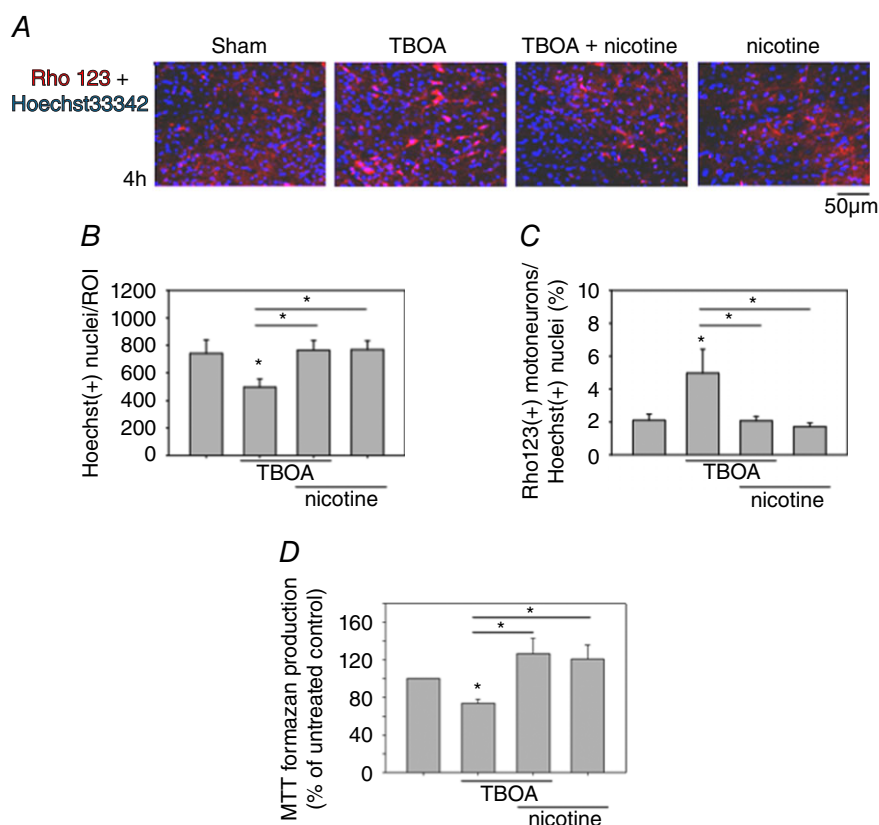 A
Sham
TBOA
TBOA + nicotine
nicotine
Rho 123 +
Hoechst33342
4h
50μm
B
Hoechst(+) nuclei/ROI
1200
1000
800
600
400
200
0
*
*
*
TBOA
nicotine
C
Rho123(+) motoneurons/
Hoechst(+) nuclei (%)
10
8
6
4
2
0
*
*
*
TBOA
nicotine
D
MTT formazan production
(% of untreated control)
160
120
80
40
0
*
*
*
TBOA
nicotine